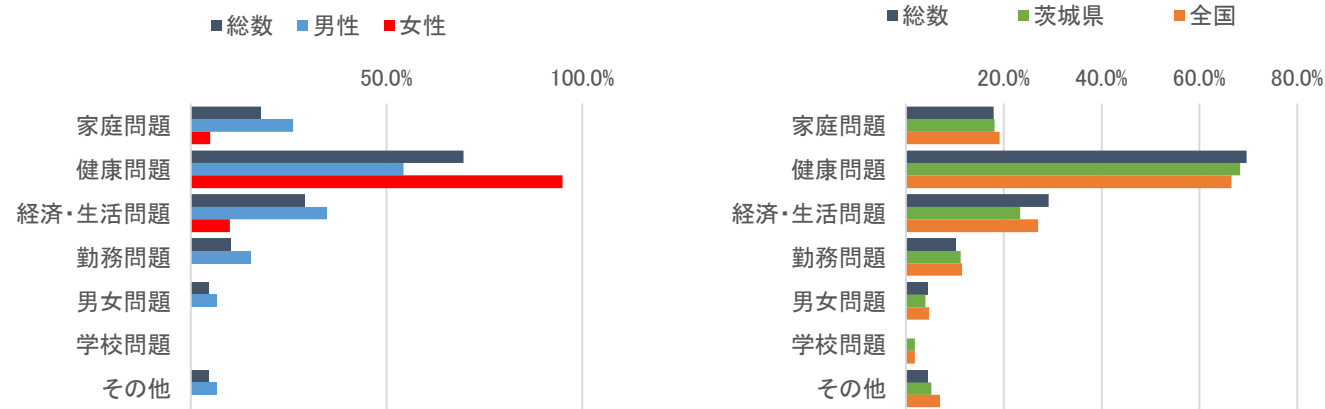 総数 男性 女性
50.0% 100.0%
家庭問題
健康問題
経済・生活問題
勤務問題
男女問題
学校問題
その他
総数 茨城県 全国
20.0% 40.0% 60.0% 80.0%
家庭問題
健康問題
経済・生活問題
勤務問題
男女問題
学校問題
その他